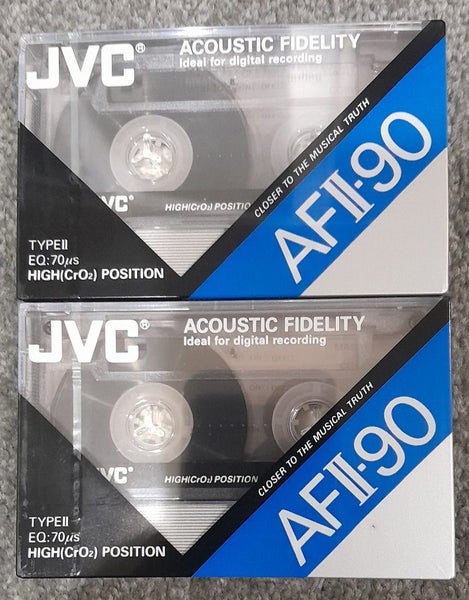 JVC®
ACOUSTIC FIDELITY
Ideal for digital recording
CLOSER TO THE MUSICAL TRUTH
AFII-90
VC®
HIGH(CrO₂) POSITION
TYPEII
EQ:70μs
HIGH(CrO₂) POSITION
JVC®
ACOUSTIC FIDELITY
Ideal for digital recording
CLOSER TO THE MUSICAL TRUTH
AFII-90
VC®
HIGH(CrO₂) POSITION
TYPEII
EQ:70μs
HIGH(CrO₂) POSITION